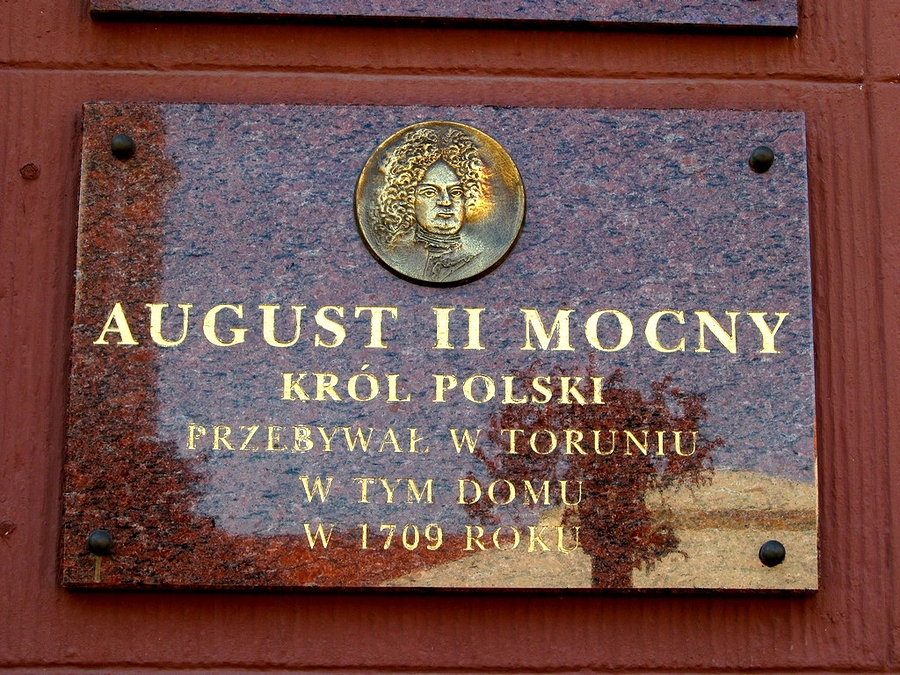 AUGUST II MOCNY
KRÓL POLSKI
PRZEBYWAŁ W TORUNIU
W TYM DOMU
W 1709 ROKU